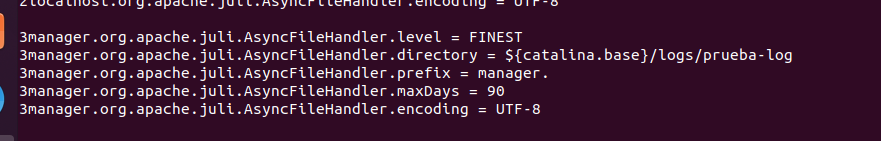 2localhost.org.apache.juli.AsyncFileHandler.encoding = UTF-8
3manager.org.apache.juli.AsyncFileHandler.level = FINEST
3manager.org.apache.juli.AsyncFileHandler.directory = ${catalina.base}/logs/prueba-log
3manager.org.apache.juli.AsyncFileHandler.prefix = manager.
3manager.org.apache.juli.AsyncFileHandler.maxDays = 90
3manager.org.apache.juli.AsyncFileHandler.encoding = UTF-8